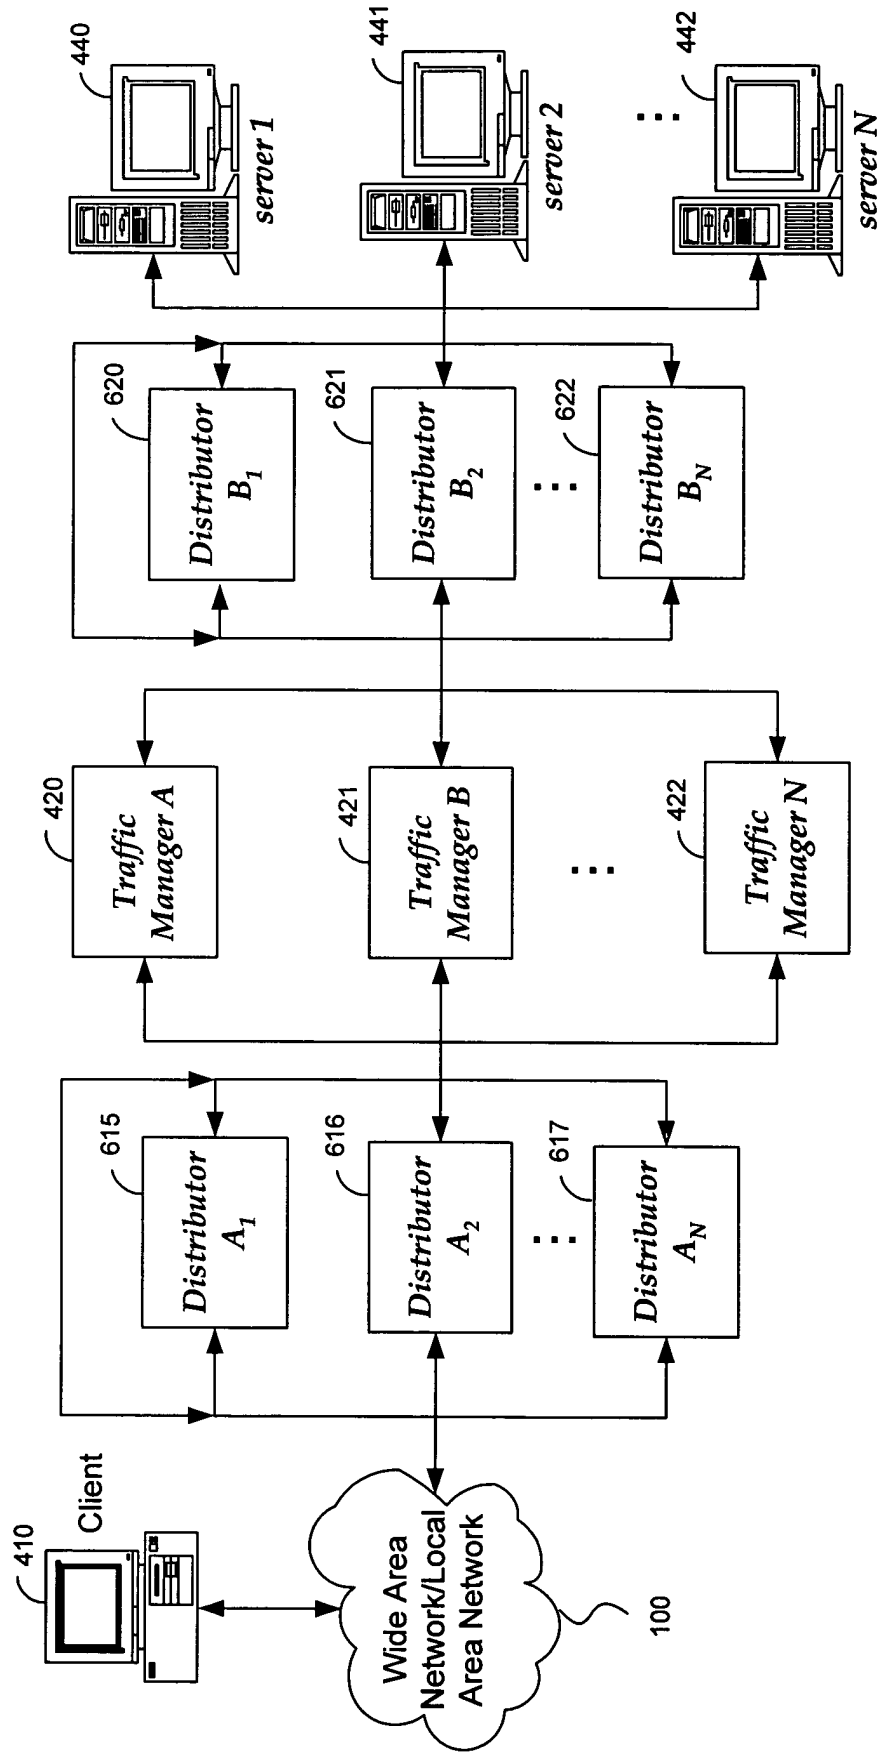 410
Client
Wide Area
Network/Local
Area Network
100
615
Distributor
A1
616
Distributor
A2
...
617
Distributor
AN
420
Traffic
Manager A
421
Traffic
Manager B
...
422
Traffic
Manager N
620
Distributor
B1
621
Distributor
B2
...
622
Distributor
BN
440
server 1
441
server 2
...
442
server N